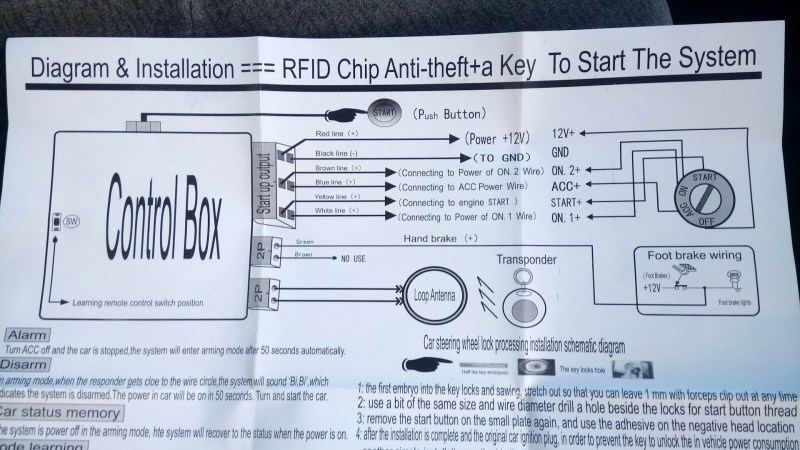 Diagram & Installation === RFID Chip Anti-theft+a Key To Start The System
START (Push Button)
Control Box
Start up output
Red line (+) (Power +12V) 12V+
Black line (-) (TO GND) GND
Brown line (+) (Connecting to Power of ON. 2 Wire) ON. 2+
Blue line (+) (Connecting to ACC Power Wire) ACC+
Yellow line (+) (Connecting to engine START ) START+
White line (+) (Connecting to Power of ON. 1 Wire) ON. 1+
START
ACC
ON
OFF
SW
2P Green Hand brake (+)
Brown NO USE
2P
Loop Antenna
Transponder
Foot brake wiring
(Foot Brakes)
+12V
Foot brake lights
Learning remote control switch position
Alarm
Turn ACC off and the car is stopped,the system will enter arming mode after 50 seconds automatically.
Disarm
in arming mode,when the responder gets cloe to the wire circle,the system will sound 'Bi,Bi',which
dicates the system is disarmed.The power in car will be on in 50 seconds. Turn and start the car.
Car status memory
he system is power off in the arming mode, hte system will recover to the status when the power is on.
ode learning
Car steering wheel lock processing installation schematic diagram
Half the key embryonic The key locks hole
1: the first embryo into the key locks and sawing, stretch out so that you can leave 1 mm with forceps clip out at any time
2: use a bit of the same size and wire diameter drill a hole beside the locks for start button thread
3: remove the start button on the small plate again, and use the adhesive on the negative head location
4: after the installation is complete and the original car ignition plug, in order to prevent the key to unlock the in vehicle power consumption